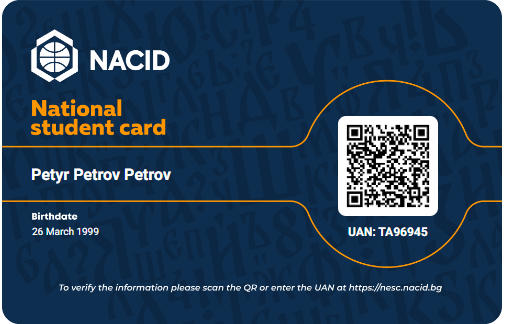 NACID
National
student card
Petyr Petrov Petrov
Birthdate
26 March 1999
UAN: TA96945
To verify the information please scan the QR or enter the UAN at https://nesc.nacid.bg